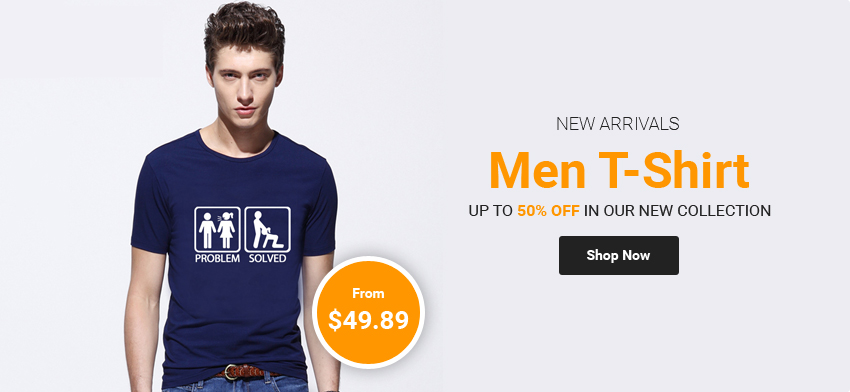 NEW ARRIVALS
Men T-Shirt
UP TO 50% OFF IN OUR NEW COLLECTION
Shop Now
PROBLEM SOLVED
From
$49.89